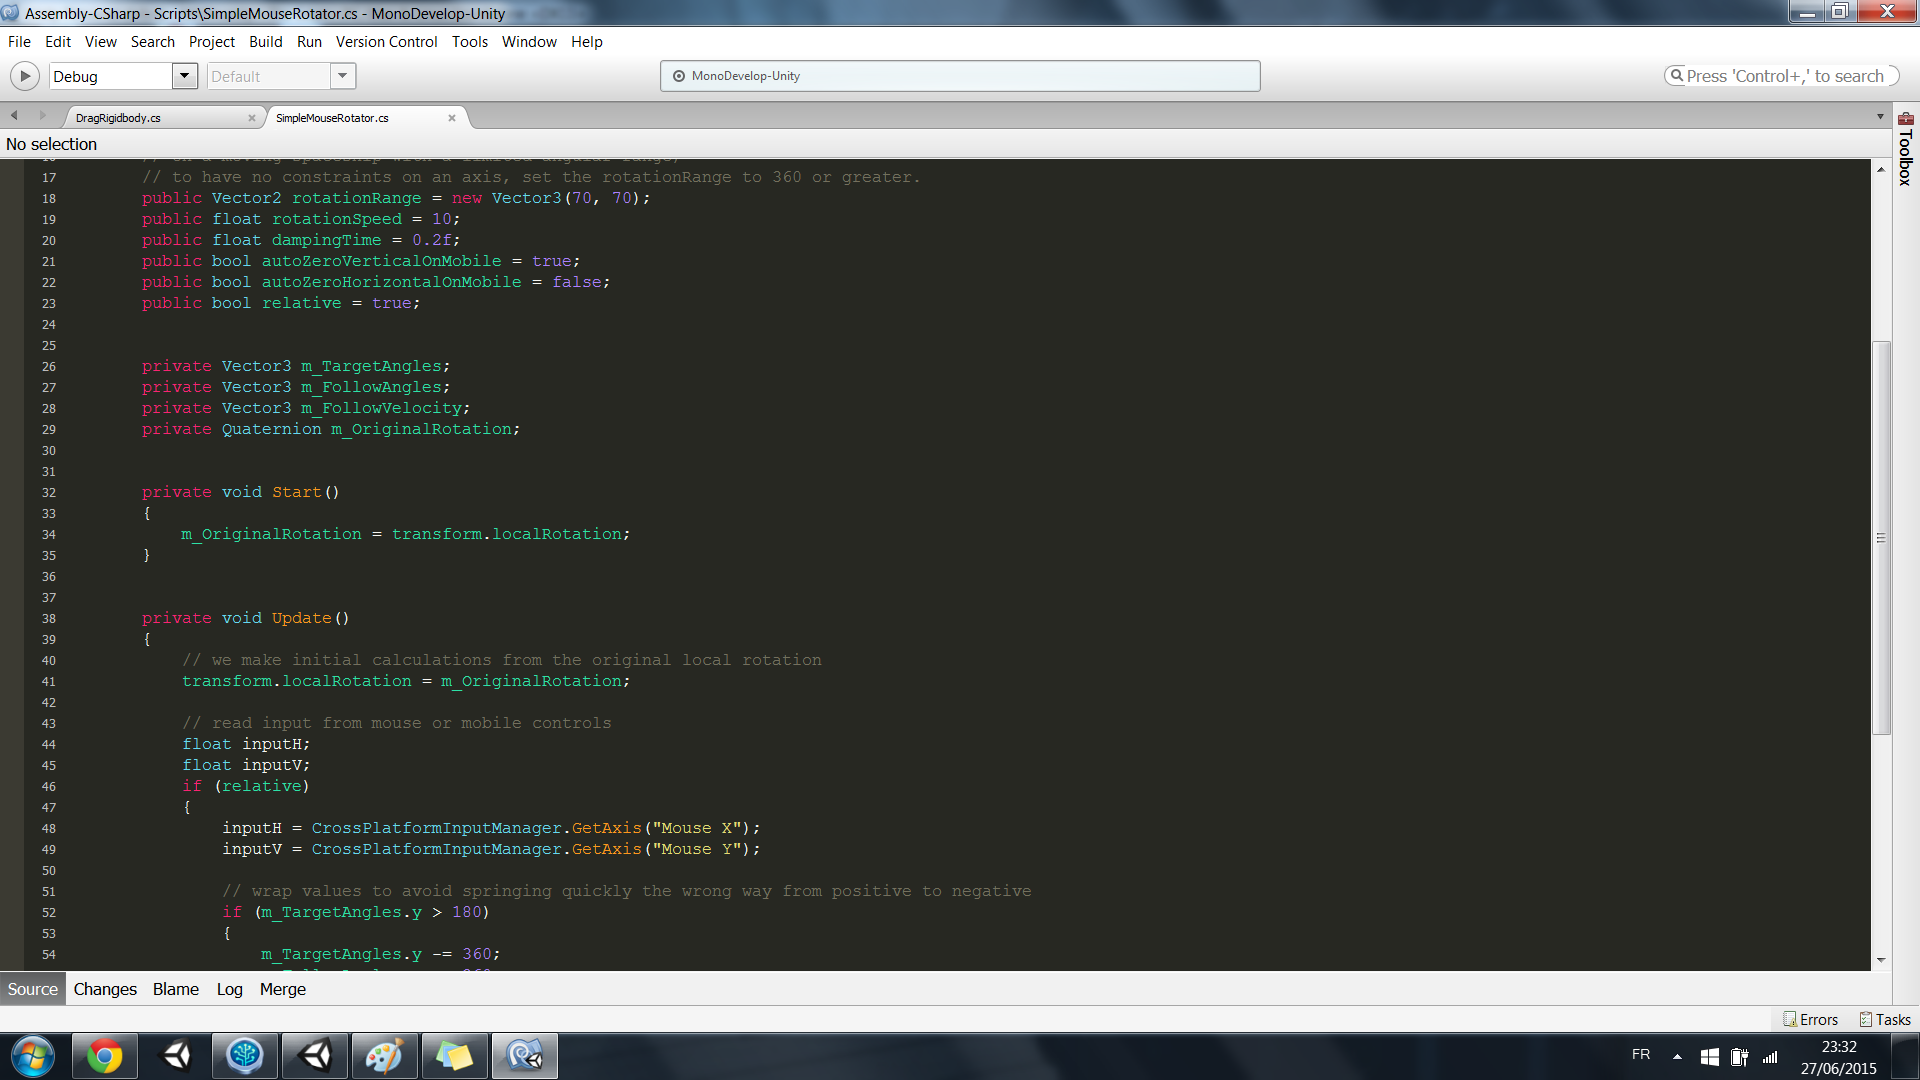 Assembly-CSharp - Scripts\SimpleMouseRotator.cs - MonoDevelop-Unity
File Edit View Search Project Build Run Version Control Tools Window Help
Debug Default MonoDevelop-Unity Press 'Control+,' to search
DragRigidbody.cs SimpleMouseRotator.cs
Toolbox
No selection
17 // to have no constraints on an axis, set the rotationRange to 360 or greater.
18 public Vector2 rotationRange = new Vector3(70, 70);
19 public float rotationSpeed = 10;
20 public float dampingTime = 0.2f;
21 public bool autoZeroVerticalOnMobile = true;
22 public bool autoZeroHorizontalOnMobile = false;
23 public bool relative = true;
24
25
26 private Vector3 m_TargetAngles;
27 private Vector3 m_FollowAngles;
28 private Vector3 m_FollowVelocity;
29 private Quaternion m_OriginalRotation;
30
31
32 private void Start()
33 {
34 m_OriginalRotation = transform.localRotation;
35 }
36
37
38 private void Update()
39 {
40 // we make initial calculations from the original local rotation
41 transform.localRotation = m_OriginalRotation;
42
43 // read input from mouse or mobile controls
44 float inputH;
45 float inputV;
46 if (relative)
47 {
48 inputH = CrossPlatformInputManager.GetAxis("Mouse X");
49 inputV = CrossPlatformInputManager.GetAxis("Mouse Y");
50
51 // wrap values to avoid springing quickly the wrong way from positive to negative
52 if (m_TargetAngles.y > 180)
53 {
54 m_TargetAngles.y -= 360;
Source Changes Blame Log Merge
Errors Tasks
FR 23:32
27/06/2015